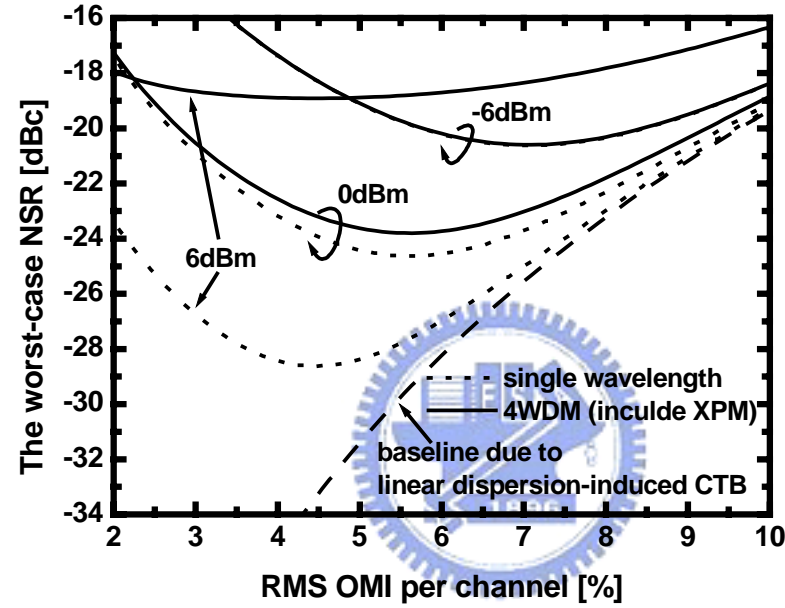 The worst-case NSR [dBc]
-16
-18
-20
-22
-24
-26
-28
-30
-32
-34
-6dBm
0dBm
6dBm
single wavelength
4WDM (inculde XPM)
baseline due to
linear dispersion-induced CTB
2 3 4 5 6 7 8 9 10
RMS OMI per channel [%]